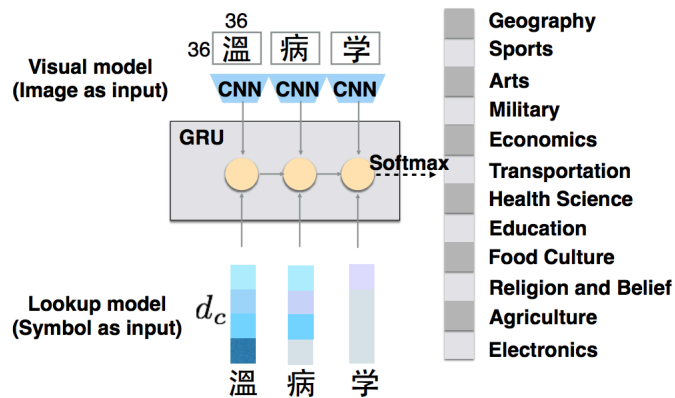 36
36 溫 病 学
Visual model
(Image as input)
CNN CNN CNN
GRU
Softmax
Lookup model
(Symbol as input)
d_c
溫 病 学
Geography
Sports
Arts
Military
Economics
Transportation
Health Science
Education
Food Culture
Religion and Belief
Agriculture
Electronics